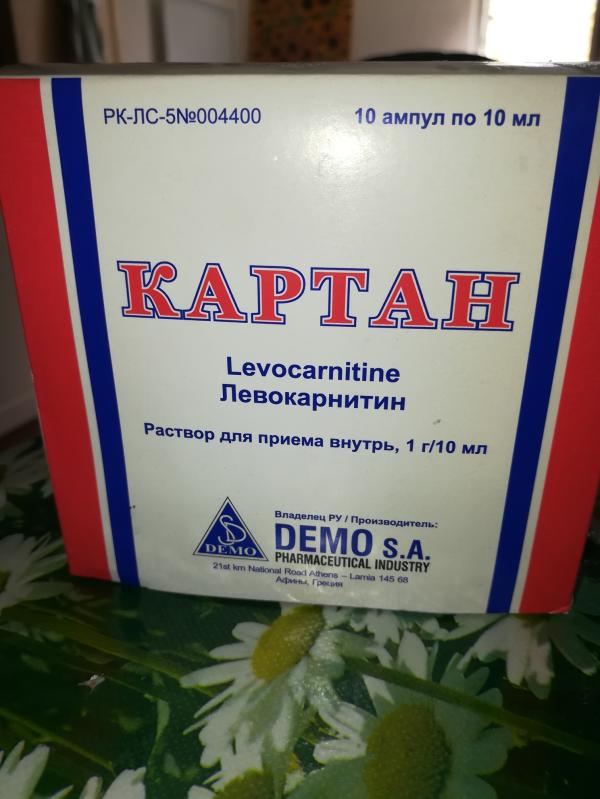 РК-ЛС-5№004400
10 ампул по 10 мл
КАРТАН
Levocarnitine
Левокарнитин
Раствор для приема внутрь, 1 г/10 мл
SD
DEMO
Владелец РУ / Производитель:
DEMO S.A.
PHARMACEUTICAL INDUSTRY
21st km National Road Athens – Lamia 145 68
Афины, Греция